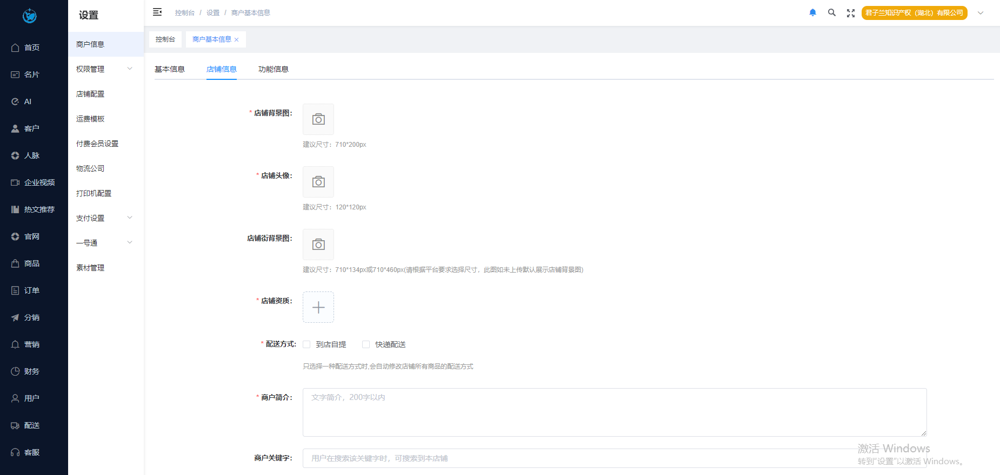 设置
控制台 / 设置 / 商户基本信息
君子兰知识产权（湖北）有限公司
控制台
商户基本信息 ×
首页
名片
AI
客户
人脉
企业视频
热文推荐
官网
商品
订单
分销
营销
财务
用户
配送
客服
商户信息
权限管理
店铺配置
运费模板
付费会员设置
物流公司
打印机配置
支付设置
一号通
素材管理
基本信息
店铺信息
功能信息
* 店铺背景图：
建议尺寸：710*200px
* 店铺头像：
建议尺寸：120*120px
店铺街背景图：
建议尺寸：710*134px或710*460px(请根据平台要求选择尺寸，此图如未上传默认展示店铺背景图)
* 店铺资质：
* 配送方式: 到店自提 快递配送
只选择一种配送方式时,会自动修改店铺所有商品的配送方式
* 商户简介： 文字简介，200字以内
商户关键字： 用户在搜索该关键字时，可搜索到本店铺
激活 Windows
转到“设置”以激活 Windows。